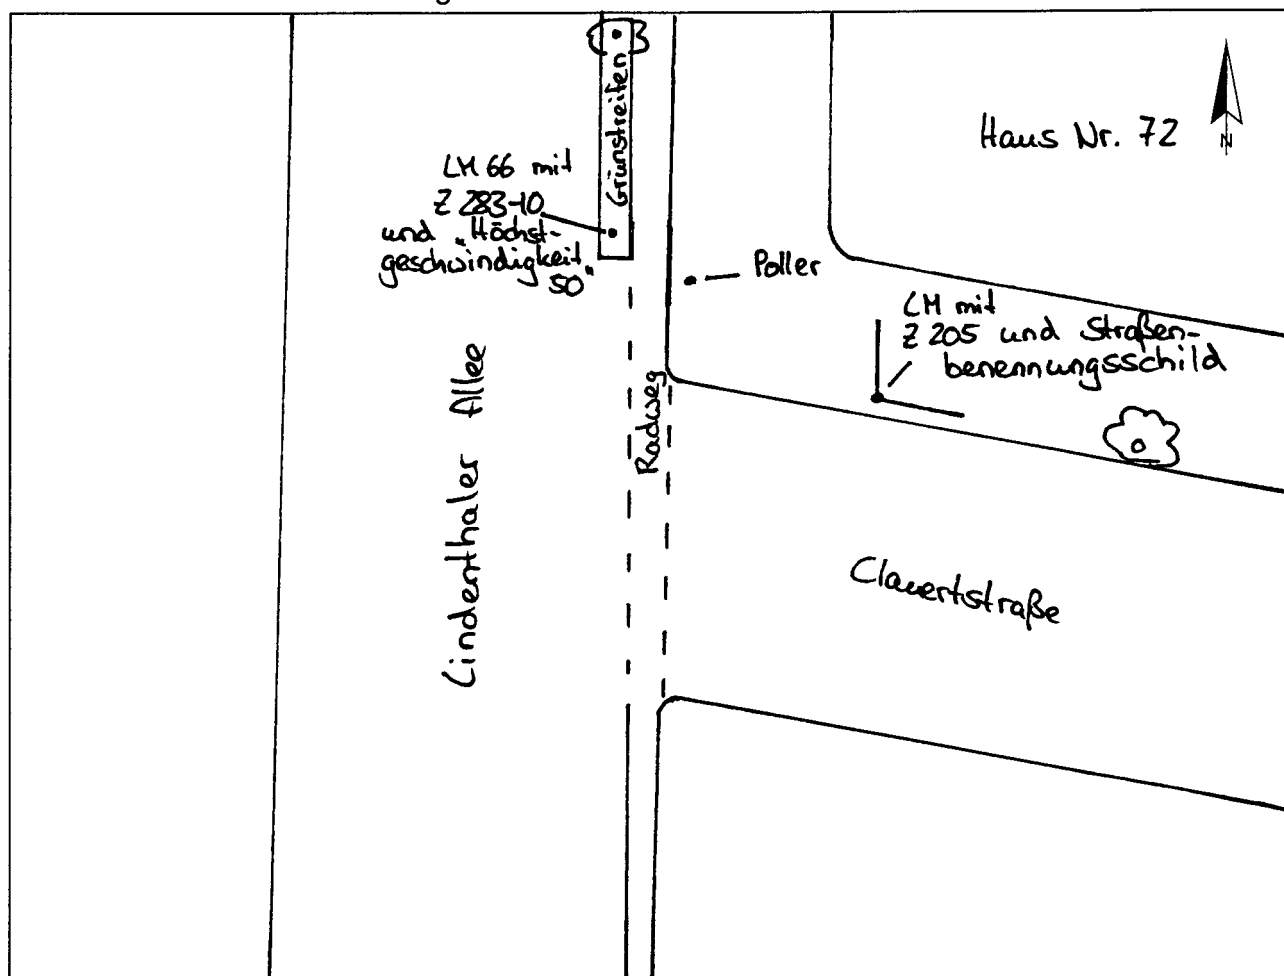 Grünstreifen
Haus Nr. 72
N
LM 66 mit
Z 283-10
und "Höchst-
geschwindigkeit
50"
Poller
LM mit
Z 205 und Straßen-
benennungsschild
Radweg
Lindenthaler Allee
Clauertstraße